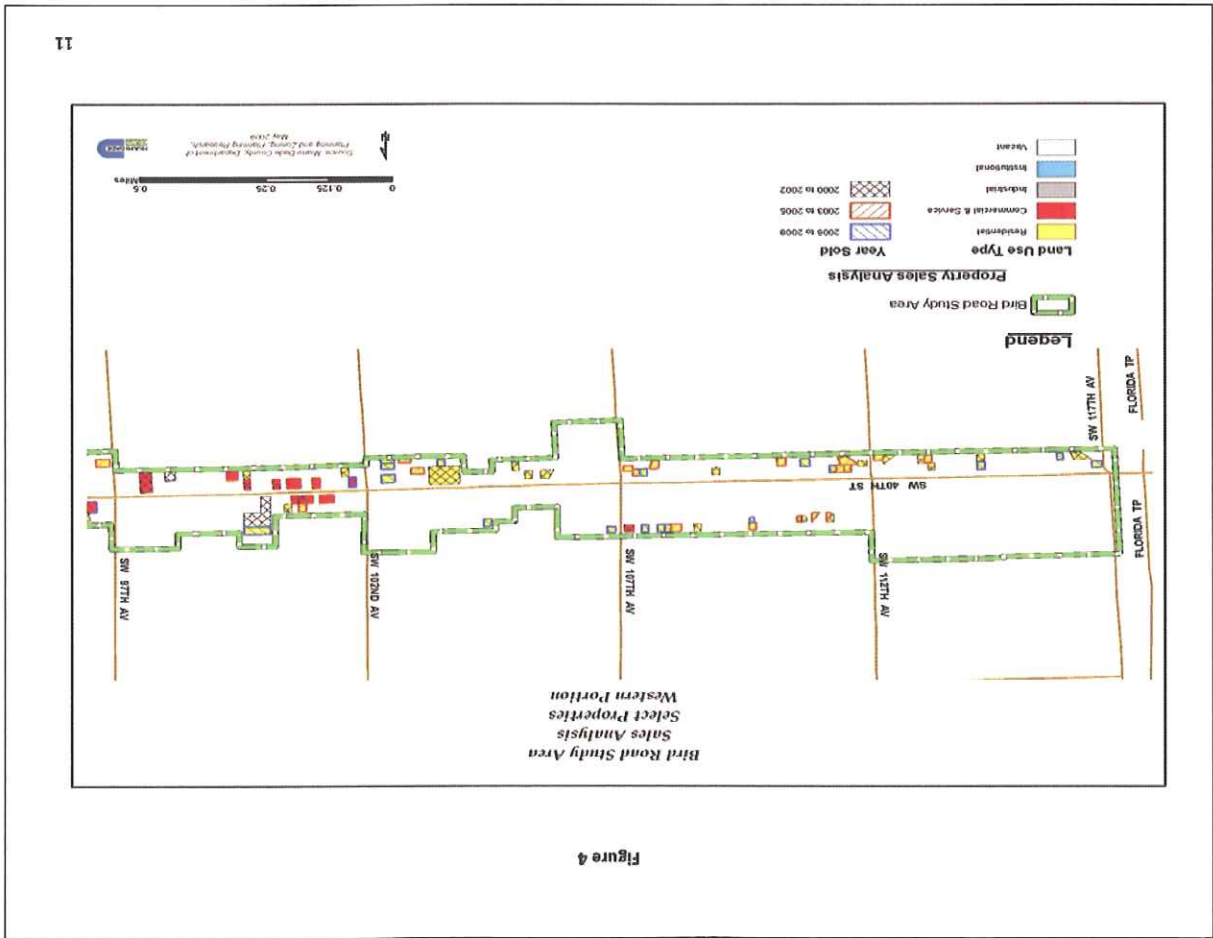 Figure 4
Bird Road Study Area
Sales Analysis
Select Properties
Western Portion
SW 112TH AV
SW 107TH AV
SW 102ND AV
SW 97TH AV
FLORIDA TP
SW 40TH ST
SW 117TH AV
FLORIDA TP
Legend
Bird Road Study Area
Property Sales Analysis
Land Use Type
Residential
Commercial & Service
Industrial
Institutional
Vacant
Year Sold
2006 to 2008
2003 to 2005
2000 to 2002
0 0.125 0.25 0.5
Miles
N
Source: Miami-Dade County, Department of
Planning and Zoning, Planning Research,
May 2009
MIAMI-DADE
11